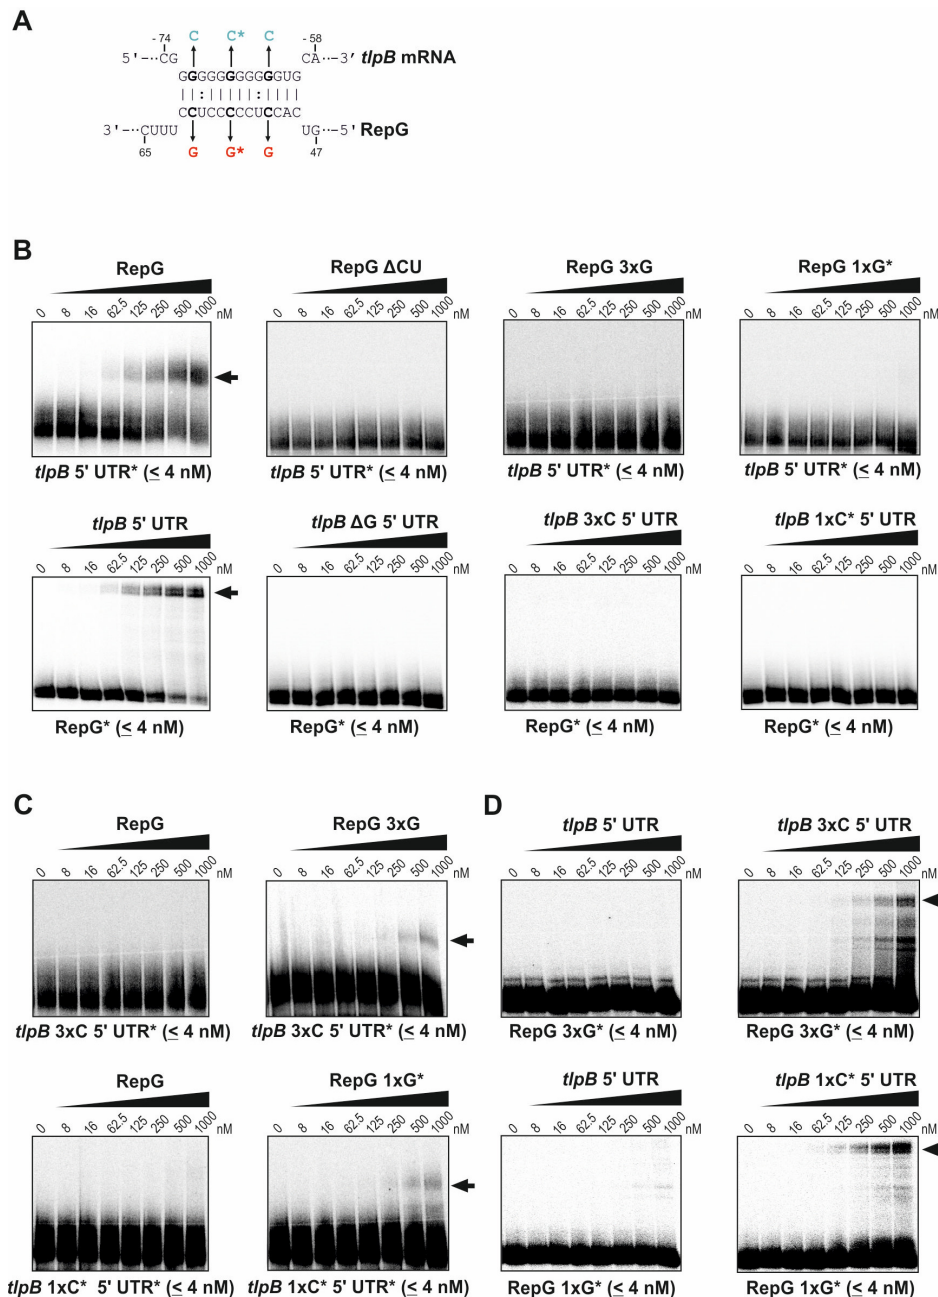 A
- 74 C C* C - 58
5'-··CG CA··-3' tlpB mRNA
GGGGGGGGGGGUG
CCUCCCCCUCCAC
3'-··CUUU UG··-5' RepG
65 G G* G 47
B
RepG RepG ΔCU RepG 3xG RepG 1xG*
0 8 16 62.5 125 250 500 1000 nM 0 8 16 62.5 125 250 500 1000 nM 0 8 16 62.5 125 250 500 1000 nM 0 8 16 62.5 125 250 500 1000 nM
tlpB 5' UTR* (≤ 4 nM) tlpB 5' UTR* (≤ 4 nM) tlpB 5' UTR* (≤ 4 nM) tlpB 5' UTR* (≤ 4 nM)
tlpB 5' UTR tlpB ΔG 5' UTR tlpB 3xC 5' UTR tlpB 1xC* 5' UTR
0 8 16 62.5 125 250 500 1000 nM 0 8 16 62.5 125 250 500 1000 nM 0 8 16 62.5 125 250 500 1000 nM 0 8 16 62.5 125 250 500 1000 nM
RepG* (≤ 4 nM) RepG* (≤ 4 nM) RepG* (≤ 4 nM) RepG* (≤ 4 nM)
C D
RepG RepG 3xG tlpB 5' UTR tlpB 3xC 5' UTR
0 8 16 62.5 125 250 500 1000 nM 0 8 16 62.5 125 250 500 1000 nM 0 8 16 62.5 125 250 500 1000 nM 0 8 16 62.5 125 250 500 1000 nM
tlpB 3xC 5' UTR* (≤ 4 nM) tlpB 3xC 5' UTR* (≤ 4 nM) RepG 3xG* (≤ 4 nM) RepG 3xG* (≤ 4 nM)
RepG RepG 1xG* tlpB 5' UTR tlpB 1xC* 5' UTR
0 8 16 62.5 125 250 500 1000 nM 0 8 16 62.5 125 250 500 1000 nM 0 8 16 62.5 125 250 500 1000 nM 0 8 16 62.5 125 250 500 1000 nM
tlpB 1xC* 5' UTR* (≤ 4 nM) tlpB 1xC* 5' UTR* (≤ 4 nM) RepG 1xG* (≤ 4 nM) RepG 1xG* (≤ 4 nM)